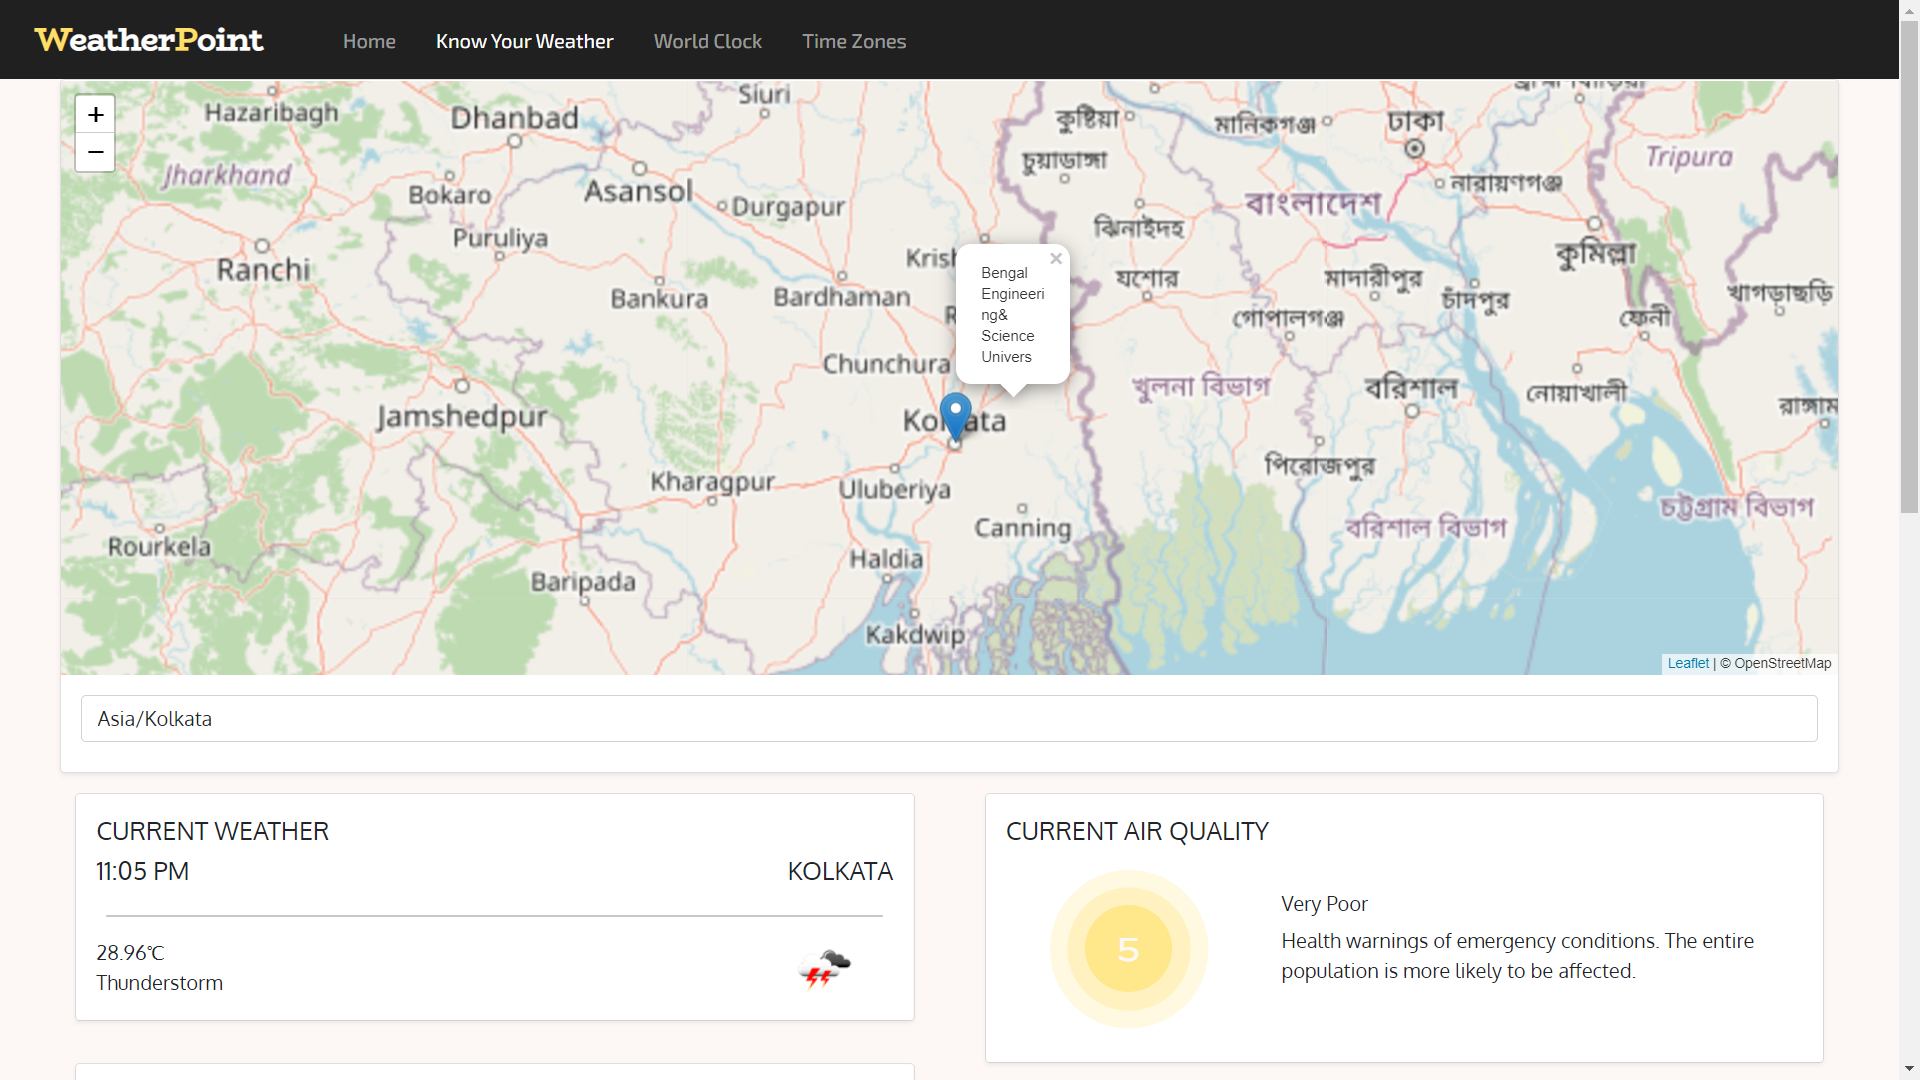 WeatherPoint Home Know Your Weather World Clock Time Zones
+
−
Hazaribagh
Dhanbad
Siuri
কুষ্টিয়া
মানিকগঞ্জ
ঢাকা
Jharkhand
Bokaro
Asansol
Durgapur
চুয়াডাঙ্গা
নারায়ণগঞ্জ
Tripura
Puruliya
ঝিনাইদহ
বাংলাদেশ
কুমিল্লা
Ranchi
Bankura
Bardhaman
Krish
যশোর
মাদারীপুর
চাঁদপুর
খাগড়াছড়ি
×
Bengal
Engineeri
ng&
Science
Univers
গোপালগঞ্জ
ফেনী
Chunchura
খুলনা বিভাগ
বরিশাল
নোয়াখালী
রাঙ্গাম
Jamshedpur
Kol ata
Kharagpur
Uluberiya
পিরোজপুর
Rourkela
Canning
বরিশাল বিভাগ
চট্টগ্রাম বিভাগ
Baripada
Haldia
Kakdwip
Leaflet | © OpenStreetMap
Asia/Kolkata
CURRENT WEATHER
11:05 PM KOLKATA
28.96℃
Thunderstorm
CURRENT AIR QUALITY
5
Very Poor
Health warnings of emergency conditions. The entire
population is more likely to be affected.